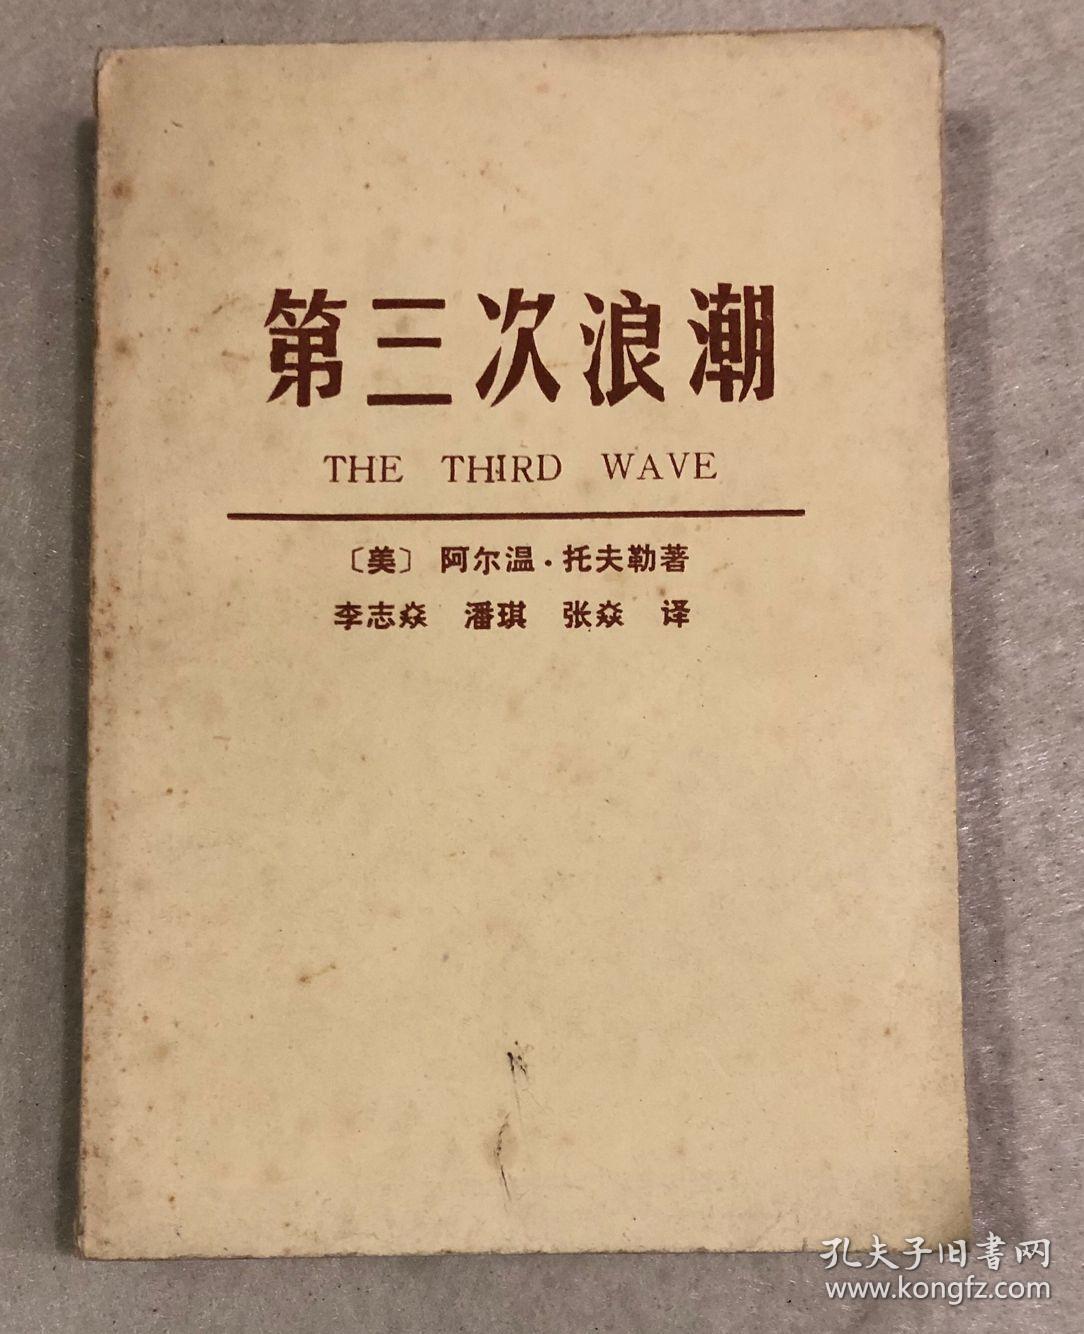 第三次浪潮
THE THIRD WAVE
〔美〕 阿尔温·托夫勒著
李志焱 潘琪 张焱 译
孔夫子旧書网
www.kongfz.com